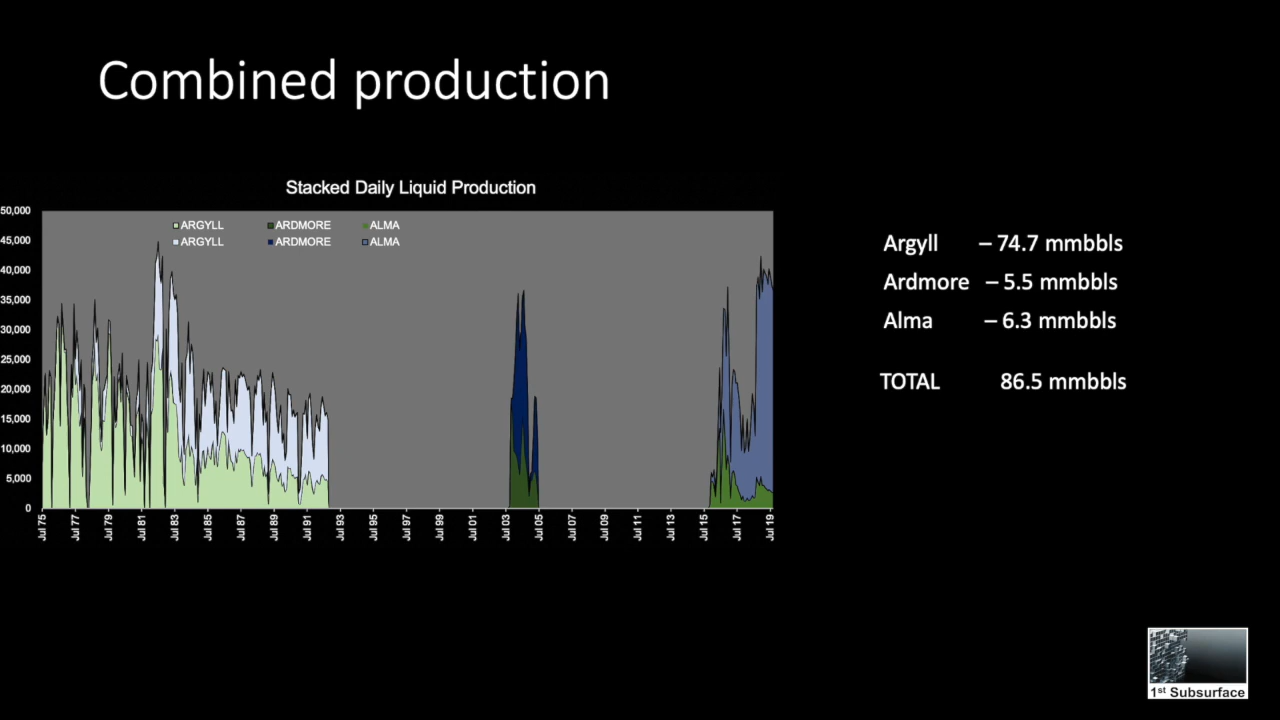 Combined production
Stacked Daily Liquid Production
50,000
45,000
40,000
35,000
30,000
25,000
20,000
15,000
10,000
5,000
0
ARGYLL ARDMORE ALMA
ARGYLL ARDMORE ALMA
Jul 75 Jul 77 Jul 79 Jul 81 Jul 83 Jul 85 Jul 87 Jul 89 Jul 91 Jul 93 Jul 95 Jul 97 Jul 99 Jul 01 Jul 03 Jul 05 Jul 07 Jul 09 Jul 11 Jul 13 Jul 15 Jul 17 Jul 19
Argyll – 74.7 mmbbls
Ardmore – 5.5 mmbbls
Alma – 6.3 mmbbls
TOTAL 86.5 mmbbls
1st Subsurface